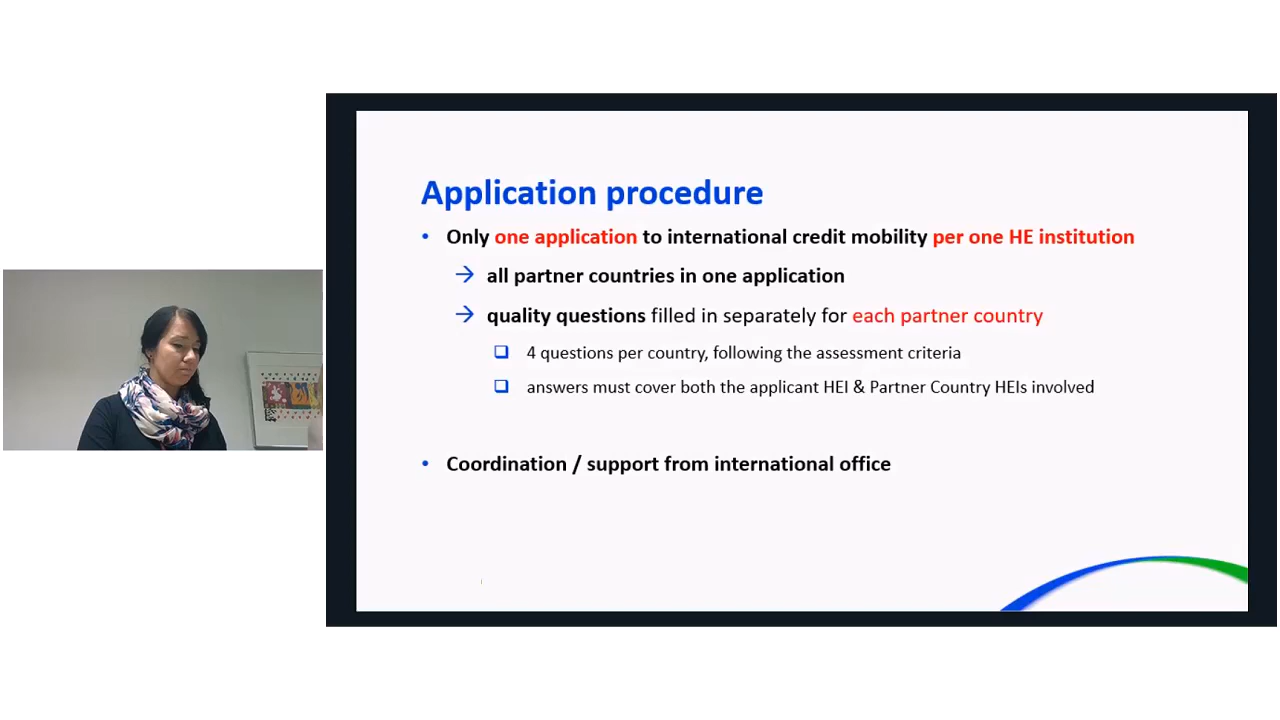 Application procedure
• Only one application to international credit mobility per one HE institution
→ all partner countries in one application
→ quality questions filled in separately for each partner country
❑ 4 questions per country, following the assessment criteria
❑ answers must cover both the applicant HEI & Partner Country HEIs involved
• Coordination / support from international office